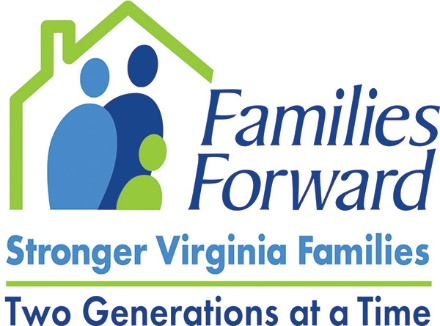 Families
Forward
Stronger Virginia Families
Two Generations at a Time